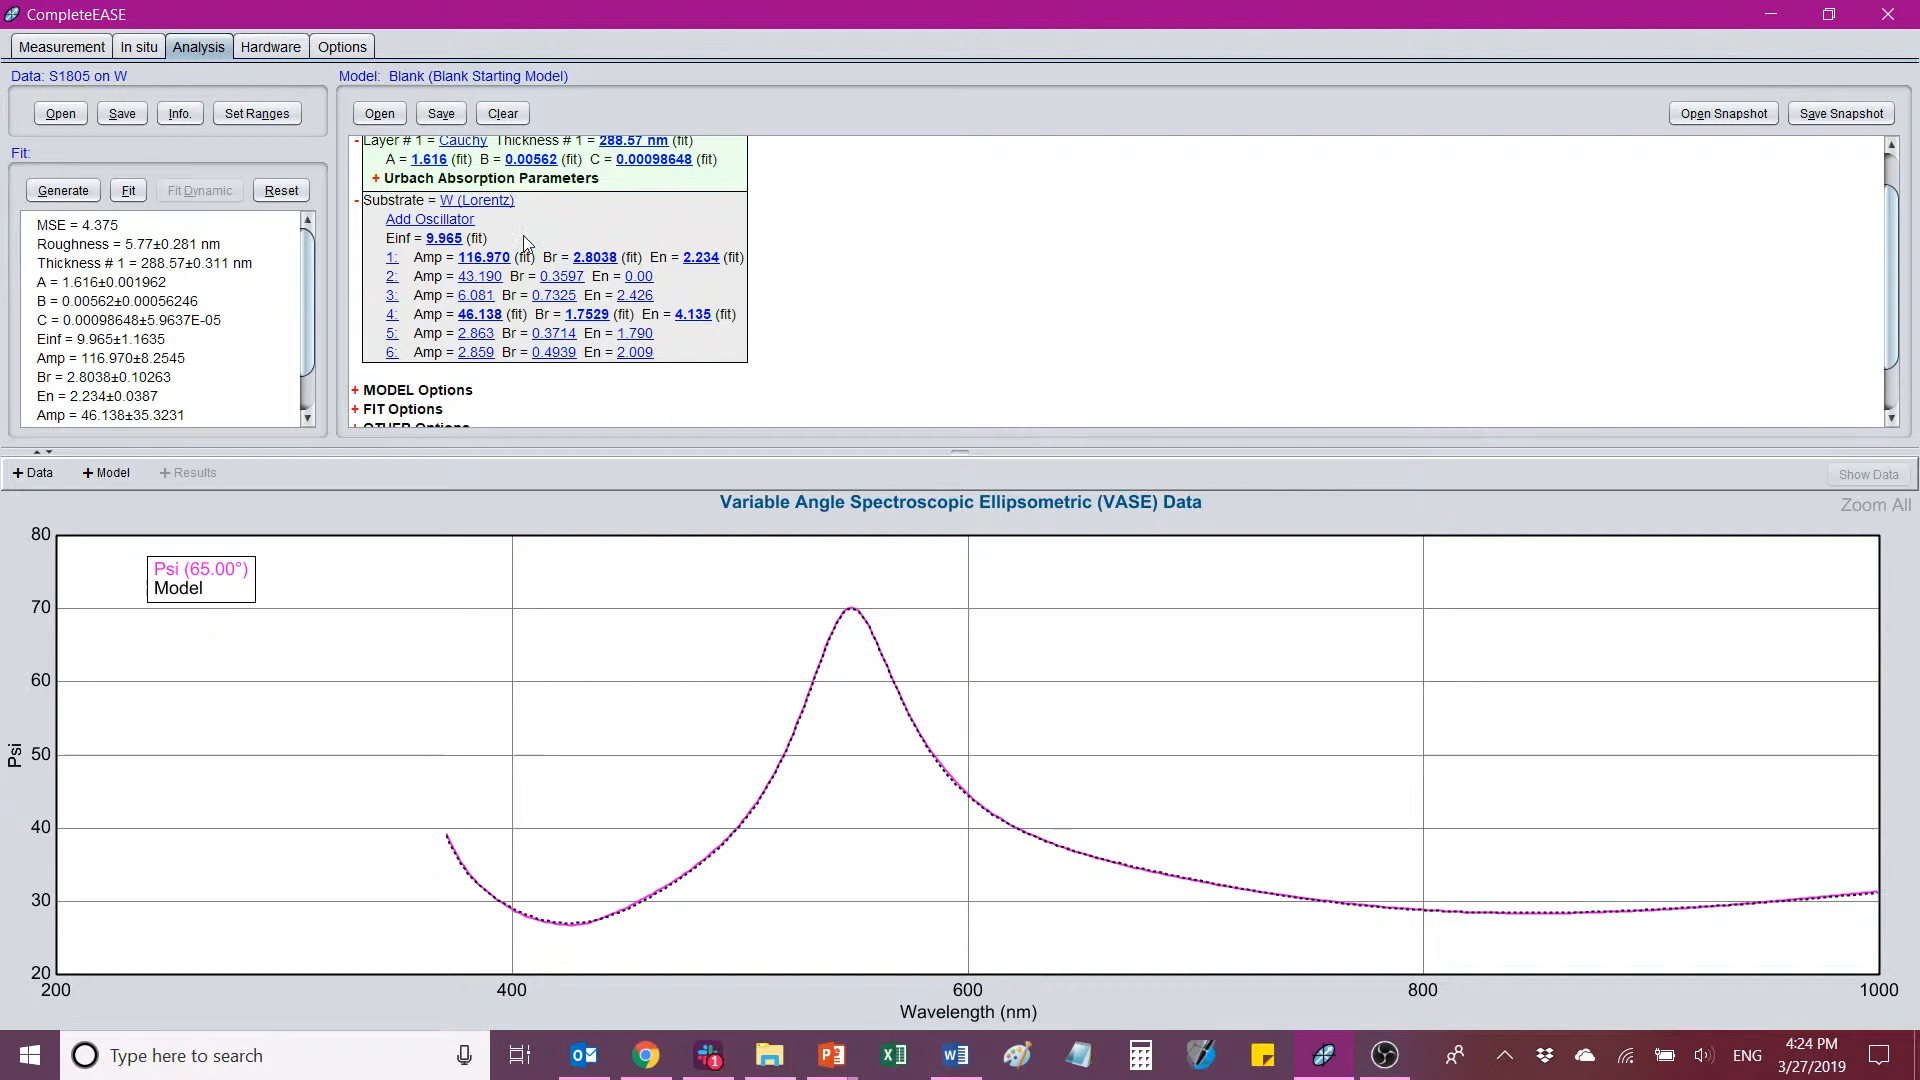 CompleteEASE
Measurement In situ Analysis Hardware Options
Data: S1805 on W
Model: Blank (Blank Starting Model)
Open Save Info. Set Ranges
Open Save Clear
Open Snapshot Save Snapshot
Fit:
Generate Fit Fit Dynamic Reset
MSE = 4.375
Roughness = 5.77±0.281 nm
Thickness # 1 = 288.57±0.311 nm
A = 1.616±0.001962
B = 0.00562±0.00056246
C = 0.00098648±5.9637E-05
Einf = 9.965±1.1635
Amp = 116.970±8.2545
Br = 2.8038±0.10263
En = 2.234±0.0387
Amp = 46.138±35.3231
- Layer # 1 = Cauchy Thickness # 1 = 288.57 nm (fit)
A = 1.616 (fit) B = 0.00562 (fit) C = 0.00098648 (fit)
+ Urbach Absorption Parameters
- Substrate = W (Lorentz)
Add Oscillator
Einf = 9.965 (fit)
1: Amp = 116.970 (fit) Br = 2.8038 (fit) En = 2.234 (fit)
2: Amp = 43.190 Br = 0.3597 En = 0.00
3: Amp = 6.081 Br = 0.7325 En = 2.426
4: Amp = 46.138 (fit) Br = 1.7529 (fit) En = 4.135 (fit)
5: Amp = 2.863 Br = 0.3714 En = 1.790
6: Amp = 2.859 Br = 0.4939 En = 2.009
+ MODEL Options
+ FIT Options
+ OTHER Options
+ Data + Model + Results
Show Data
Variable Angle Spectroscopic Ellipsometric (VASE) Data
Zoom All
80
70
60
50
40
30
20
Psi
Psi (65.00°)
Model
200 400 600 800 1000
Wavelength (nm)
Type here to search
1
ENG
4:24 PM
3/27/2019